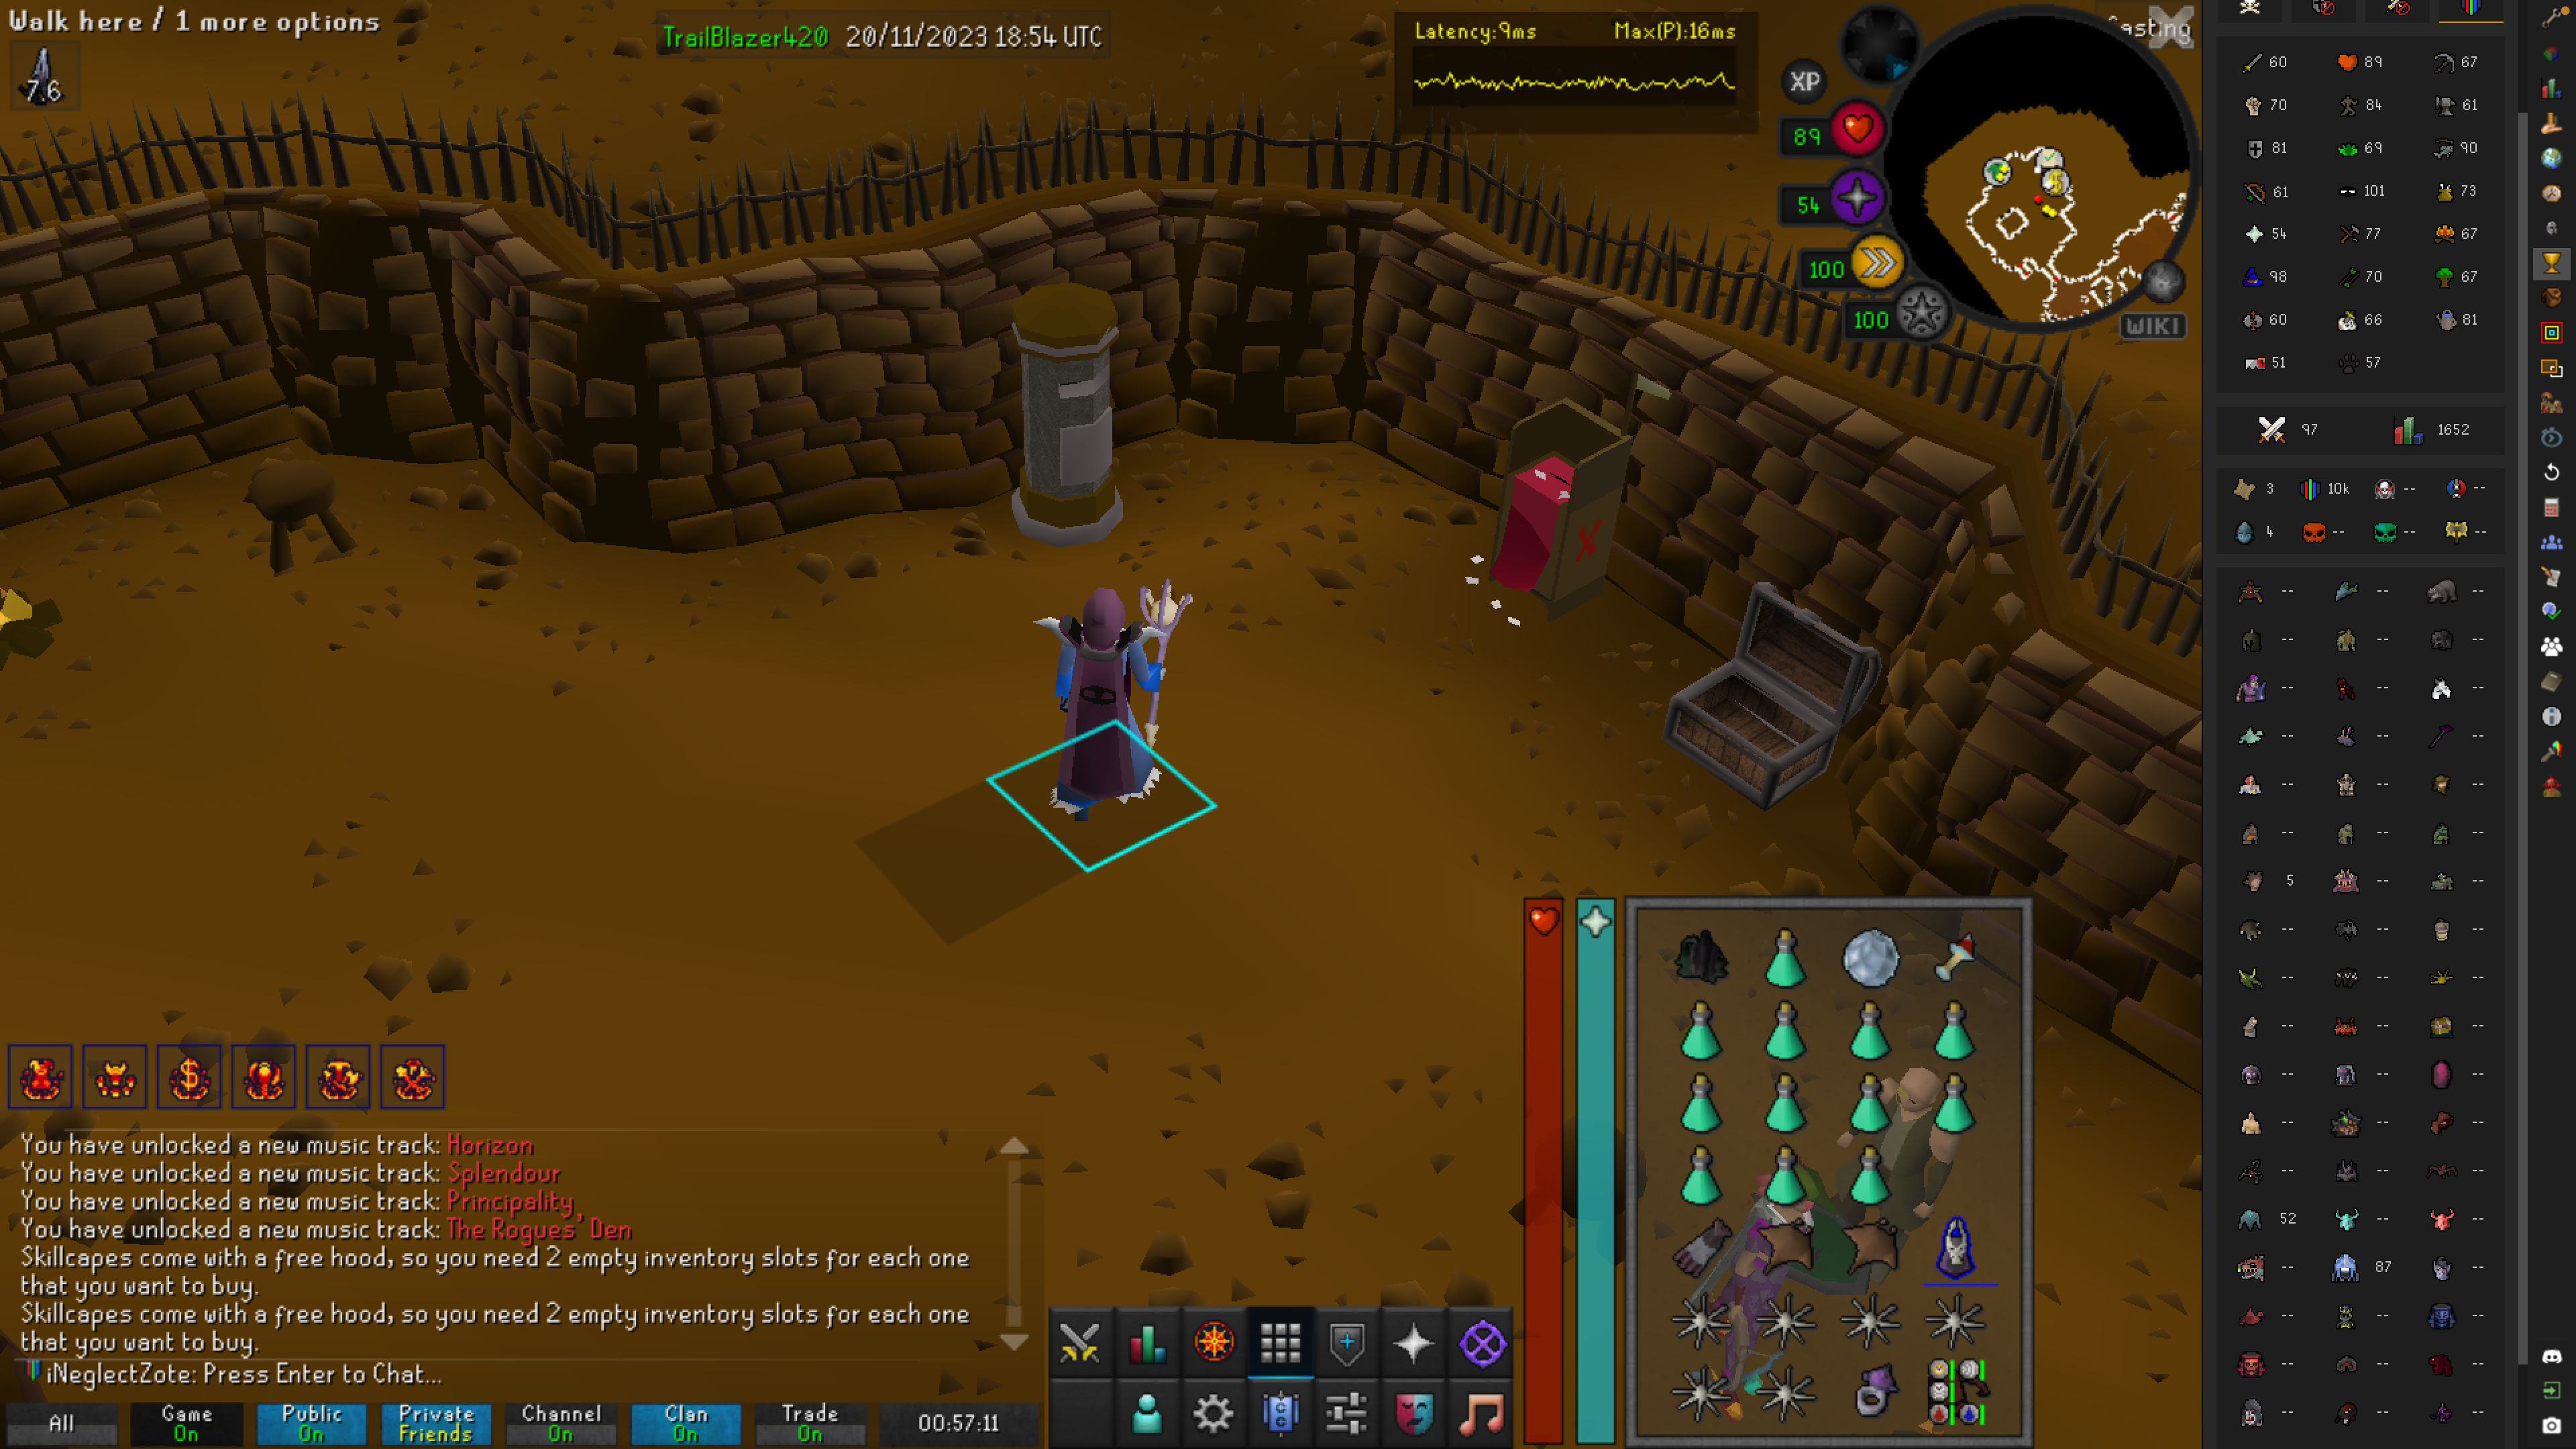 Walk here / 1 more options
7.6
TrailBlazer420 20/11/2023 18:54 UTC
Latency:9ms Max(P):16ms
XP
89
54
100
100
WIKI
60 89 67
70 84 61
81 69 90
61 101 73
54 77 67
98 70 67
60 66 81
51 57
97 1652
3 10k -- --
4 -- -- --
-- -- --
-- -- --
-- -- --
-- -- --
-- -- --
-- -- --
5 -- --
-- -- --
-- -- --
-- -- --
-- -- --
-- -- --
-- -- --
52 -- --
-- 87 --
-- -- --
-- -- --
-- -- --
You have unlocked a new music track: Horizon
You have unlocked a new music track: Splendour
You have unlocked a new music track: Principality
You have unlocked a new music track: The Rogues' Den
Skillcapes come with a free hood, so you need 2 empty inventory slots for each one
that you want to buy.
Skillcapes come with a free hood, so you need 2 empty inventory slots for each one
that you want to buy.
iNeglectZote: Press Enter to Chat...
All
Game
On
Public
On
Private
Friends
Channel
On
Clan
On
Trade
On
00:57:11